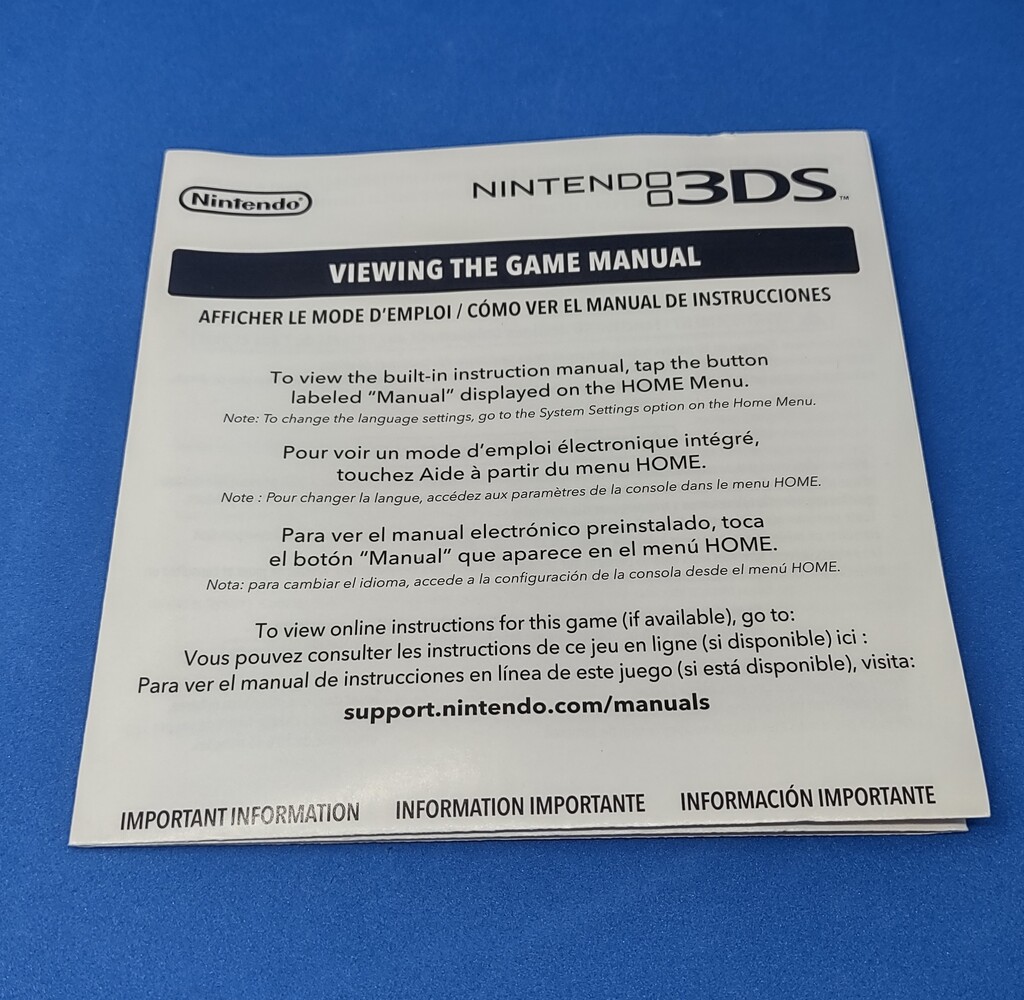 Nintendo®
NINTENDO 3DS™
VIEWING THE GAME MANUAL
AFFICHER LE MODE D'EMPLOI / CÓMO VER EL MANUAL DE INSTRUCCIONES
To view the built-in instruction manual, tap the button
labeled “Manual” displayed on the HOME Menu.
Note: To change the language settings, go to the System Settings option on the Home Menu.
Pour voir un mode d'emploi électronique intégré,
touchez Aide à partir du menu HOME.
Note : Pour changer la langue, accédez aux paramètres de la console dans le menu HOME.
Para ver el manual electrónico preinstalado, toca
el botón “Manual” que aparece en el menú HOME.
Nota: para cambiar el idioma, accede a la configuración de la consola desde el menú HOME.
To view online instructions for this game (if available), go to:
Vous pouvez consulter les instructions de ce jeu en ligne (si disponible) ici :
Para ver el manual de instrucciones en línea de este juego (si está disponible), visita:
support.nintendo.com/manuals
IMPORTANT INFORMATION INFORMATION IMPORTANTE INFORMACIÓN IMPORTANTE